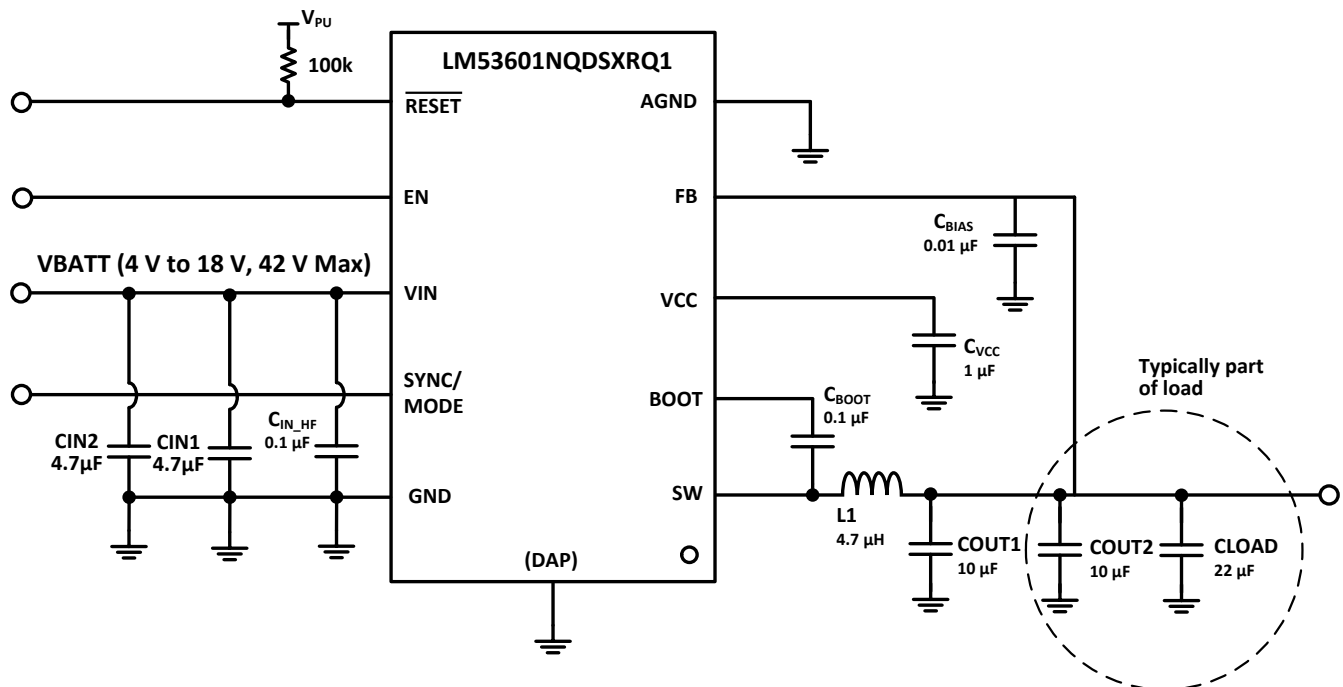 VPU
100k
LM53601NQDSXRQ1
RESET
AGND
EN
FB
CBIAS
0.01 µF
VBATT (4 V to 18 V, 42 V Max)
VIN
VCC
CVCC
1 µF
Typically part
of load
SYNC/
MODE
BOOT
CBOOT
0.1 µF
CIN2
4.7µF
CIN1
4.7µF
CIN_HF
0.1 µF
GND
SW
L1
4.7 µH
COUT1
10 µF
COUT2
10 µF
CLOAD
22 µF
(DAP)